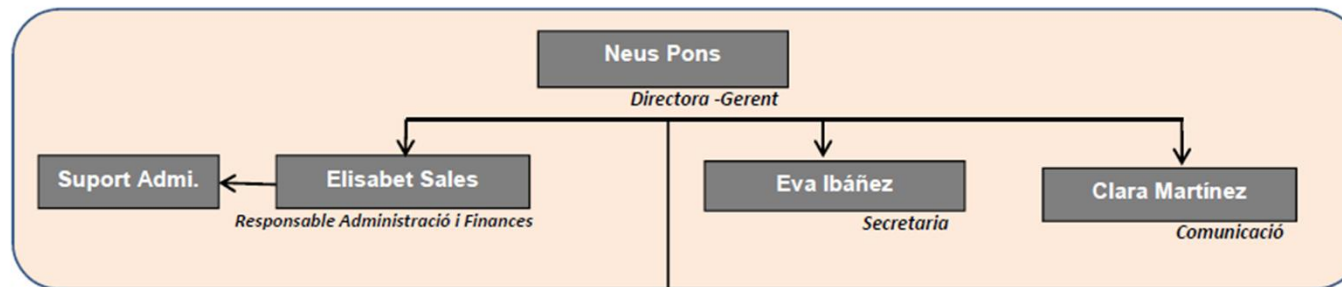 Neus Pons
Directora -Gerent
Suport Admi.
Elisabet Sales
Responsable Administració i Finances
Eva Ibáñez
Secretaria
Clara Martínez
Comunicació